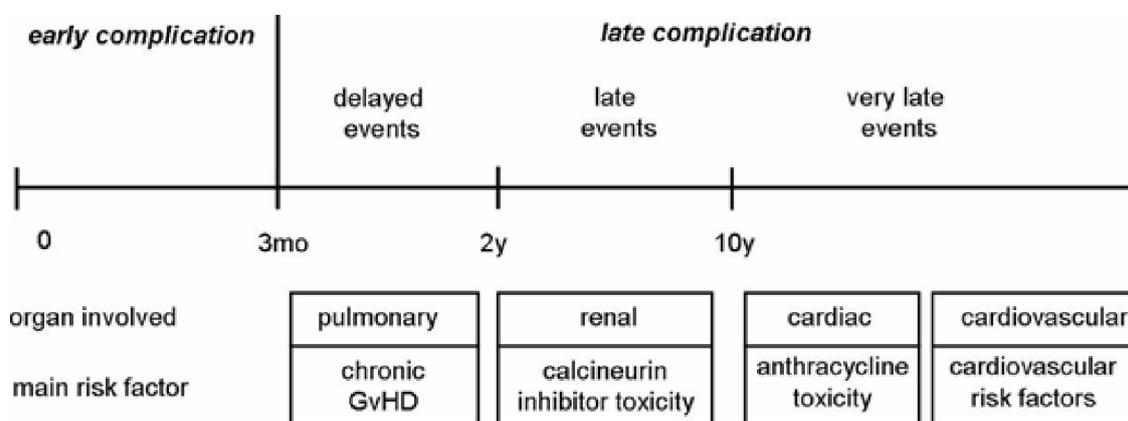 early complication
late complication
delayed
events
late
events
very late
events
0
3mo
2y
10y
organ involved
pulmonary
renal
cardiac
cardiovascular
main risk factor
chronic
GvHD
calcineurin
inhibitor toxicity
anthracycline
toxicity
cardiovascular
risk factors